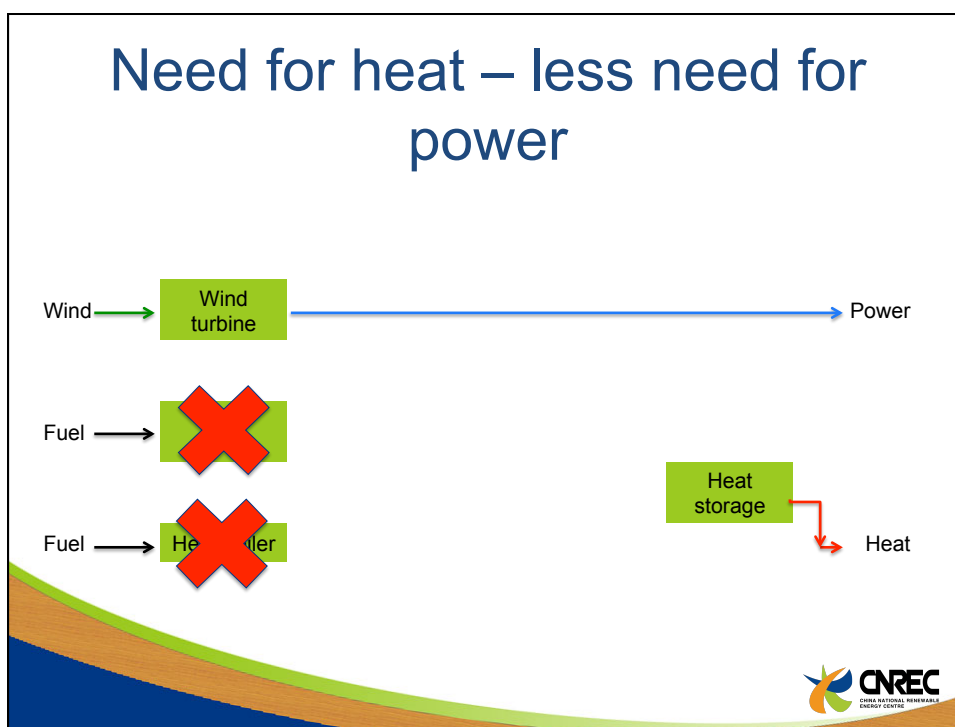 Need for heat – less need for
power
Wind
Wind
turbine
Power
Fuel
Fuel
Heat
storage
Heat
CNREC
CHINA NATIONAL RENEWABLE
ENERGY CENTRE